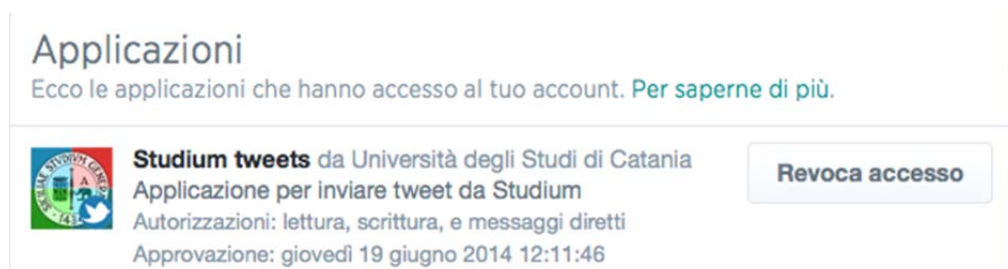 Applicazioni
Ecco le applicazioni che hanno accesso al tuo account. Per saperne di più.
Studium tweets da Università degli Studi di Catania
Revoca accesso
Applicazione per inviare tweet da Studium
Autorizzazioni: lettura, scrittura, e messaggi diretti
Approvazione: giovedì 19 giugno 2014 12:11:46